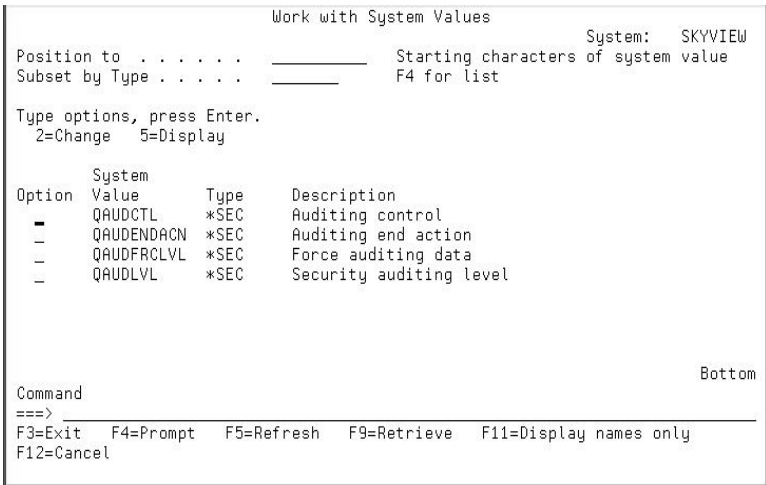 Work with System Values
System: SKYVIEW
Position to . . . . . . __________ Starting characters of system value
Subset by Type . . . . . _______ F4 for list
Type options, press Enter.
2=Change 5=Display
System
Option Value Type Description
_ QAUDCTL *SEC Auditing control
_ QAUDENDACN *SEC Auditing end action
_ QAUDFRCLVL *SEC Force auditing data
_ QAUDLVL *SEC Security auditing level
Bottom
Command
===>
F3=Exit F4=Prompt F5=Refresh F9=Retrieve F11=Display names only
F12=Cancel